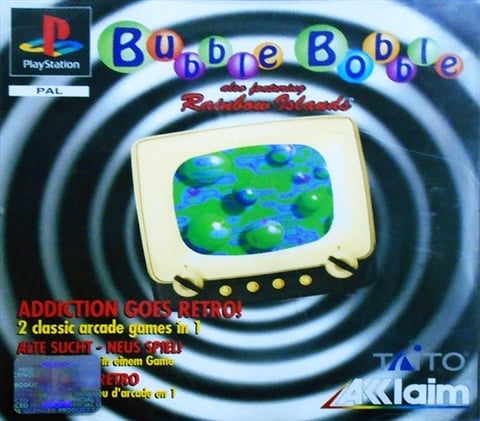 PlayStation
PAL
Bubble Bobble
also featuring
Rainbow Islands
ADDICTION GOES RETRO!
2 classic arcade games in 1
ALTE SUCHT - NEUS SPIEL!
in einem Game
RETRO
d'arcade en 1
TAITO
AKKlaim